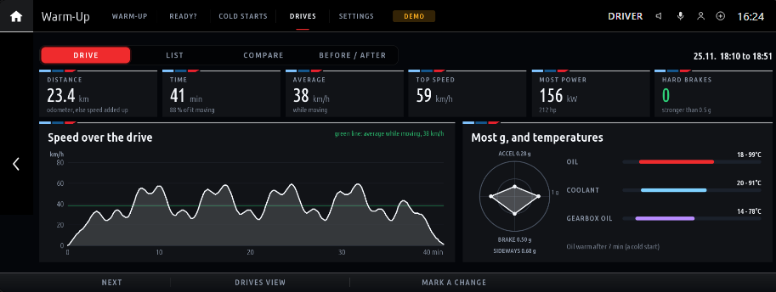 Warm-Up
WARM-UP
READY?
COLD STARTS
DRIVES
SETTINGS
DEMO
DRIVER
16:24
DRIVE
LIST
COMPARE
BEFORE / AFTER
25.11. 18:10 to 18:51
DISTANCE
23.4 km
odometer, else speed added up
TIME
41 min
88 % of it moving
AVERAGE
38 km/h
while moving
TOP SPEED
59 km/h
MOST POWER
156 kW
212 hp
HARD BRAKES
0
stronger than 0.5 g
Speed over the drive
green line: average while moving, 38 km/h
km/h
80
60
40
20
0
0
10
20
30
40 min
Most g, and temperatures
ACCEL 0.28 g
1 g
BRAKE 0.50 g
SIDEWAYS 0.68 g
OIL
18 - 99°C
COOLANT
20 - 91°C
GEARBOX OIL
14 - 78°C
Oil warm after / min (a cold start)
NEXT
DRIVES VIEW
MARK A CHANGE